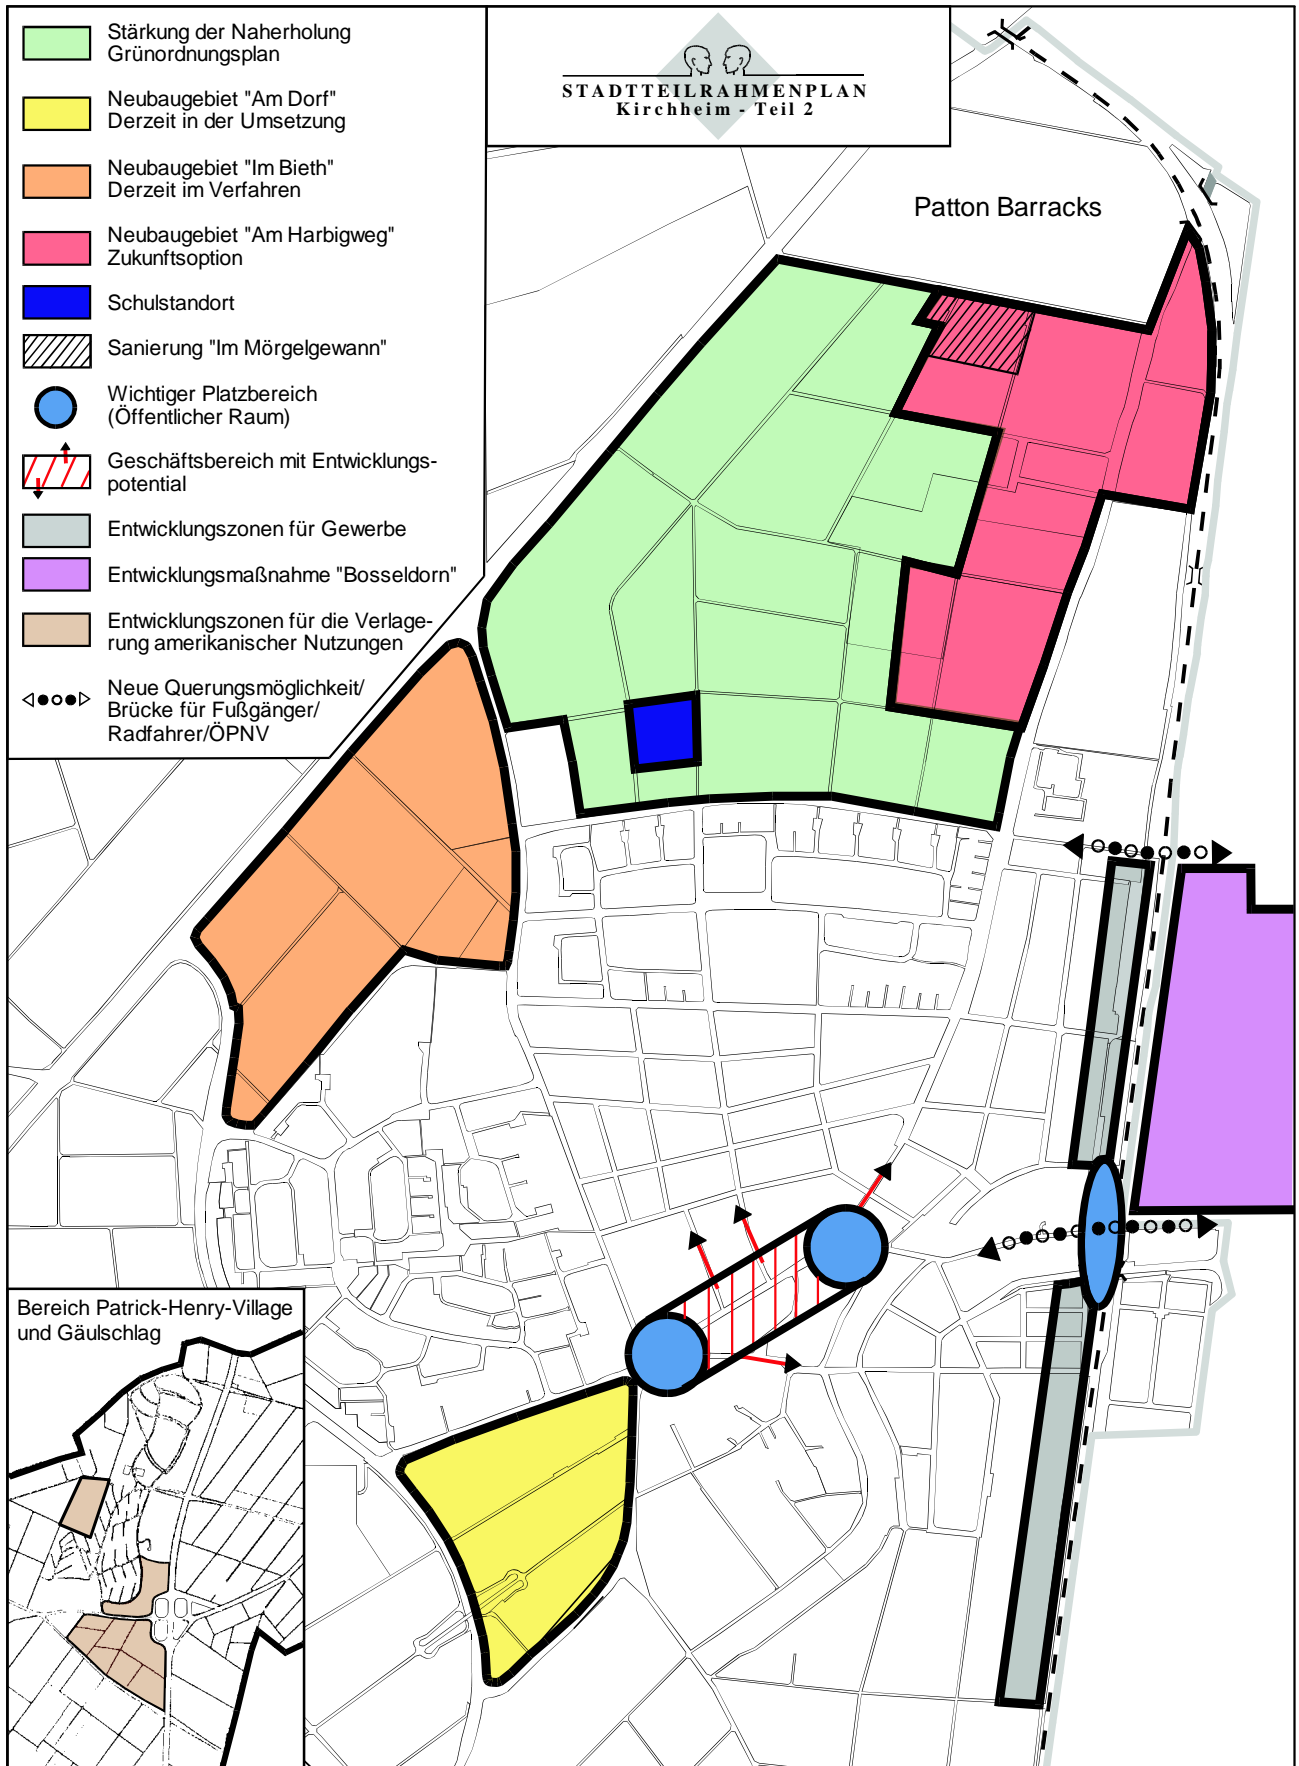 Stärkung der Naherholung
Grünordnungsplan
Neubaugebiet "Am Dorf"
Derzeit in der Umsetzung
Neubaugebiet "Im Bieth"
Derzeit im Verfahren
Neubaugebiet "Am Harbigweg"
Zukunftsoption
Schulstandort
Sanierung "Im Mörgelgewann"
Wichtiger Platzbereich
(Öffentlicher Raum)
Geschäftsbereich mit Entwicklungs-
potential
Entwicklungszonen für Gewerbe
Entwicklungsmaßnahme "Bosseldorn"
Entwicklungszonen für die Verlage-
rung amerikanischer Nutzungen
Neue Querungsmöglichkeit/
Brücke für Fußgänger/
Radfahrer/ÖPNV
STADTTEILRAHMENPLAN
Kirchheim - Teil 2
Patton Barracks
Bereich Patrick-Henry-Village
und Gäulschlag